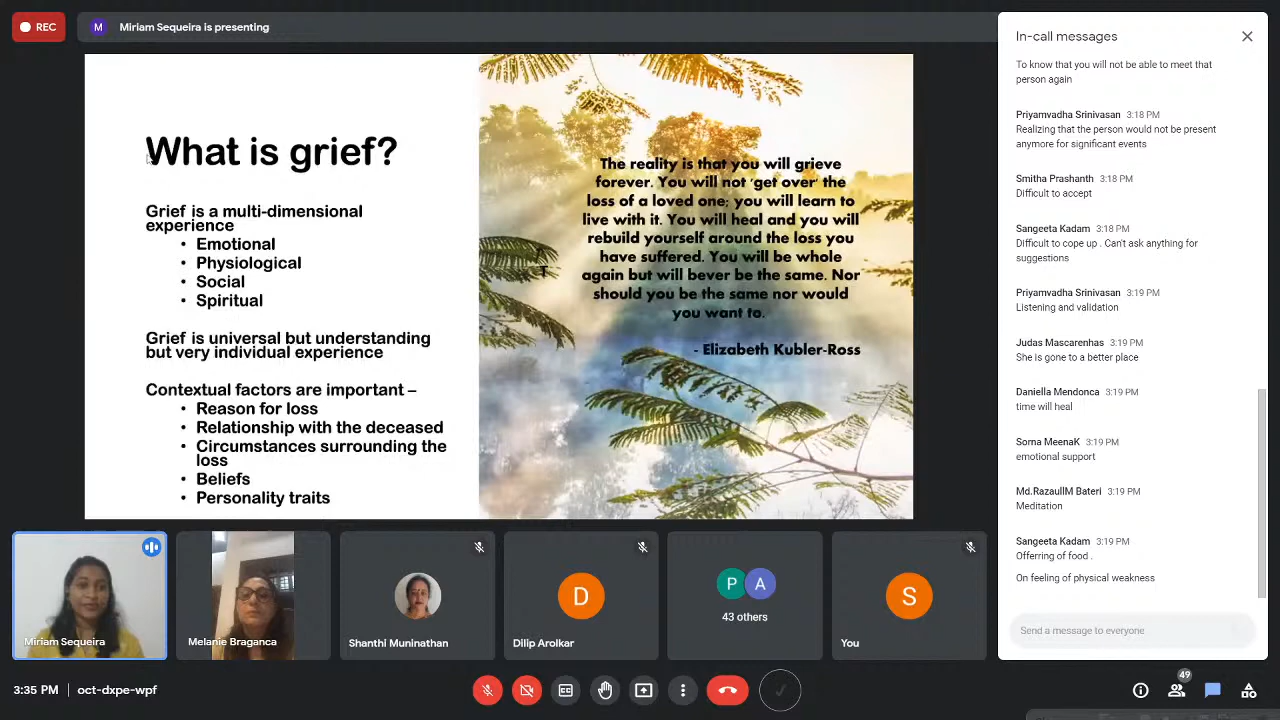 REC
M
Miriam Sequeira is presenting
What is grief?
Grief is a multi-dimensional
experience
• Emotional
• Physiological
• Social
• Spiritual
Grief is universal but understanding
but very individual experience
Contextual factors are important –
• Reason for loss
• Relationship with the deceased
• Circumstances surrounding the
loss
• Beliefs
• Personality traits
The reality is that you will grieve
forever. You will not 'get over' the
loss of a loved one; you will learn to
live with it. You will heal and you will
rebuild yourself around the loss you
have suffered. You will be whole
again but will bever be the same. Nor
should you be the same nor would
you want to.
- Elizabeth Kubler-Ross
T
In-call messages
To know that you will not be able to meet that
person again
Priyamvadha Srinivasan 3:18 PM
Realizing that the person would not be present
anymore for significant events
Smitha Prashanth 3:18 PM
Difficult to accept
Sangeeta Kadam 3:18 PM
Difficult to cope up . Can't ask anything for
suggestions
Priyamvadha Srinivasan 3:19 PM
Listening and validation
Judas Mascarenhas 3:19 PM
She is gone to a better place
Daniella Mendonca 3:19 PM
time will heal
Sorna MeenaK 3:19 PM
emotional support
Md.RazaullM Bateri 3:19 PM
Meditation
Sangeeta Kadam 3:19 PM
Offerring of food .
On feeling of physical weakness
Send a message to everyone
Miriam Sequeira
Melanie Braganca
Shanthi Muninathan
D
Dilip Arolkar
P A
43 others
S
You
3:35 PM | oct-dxpe-wpf
CC
49